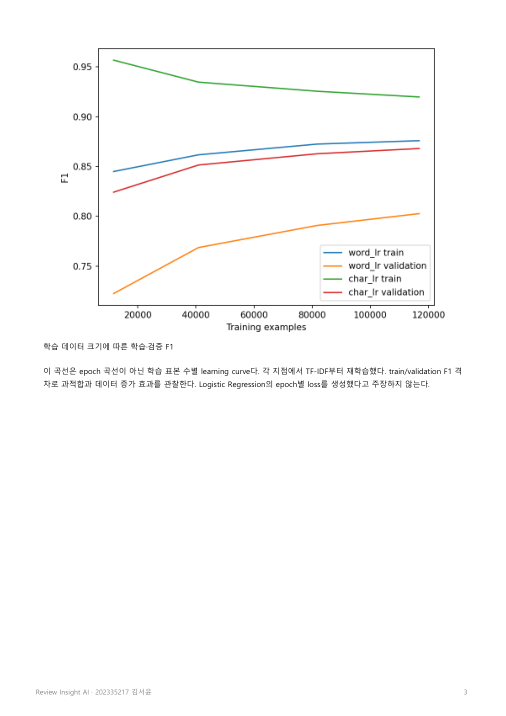 0.95
0.90
0.85
0.80
0.75
F1
word_lr train
word_lr validation
char_lr train
char_lr validation
20000 40000 60000 80000 100000 120000
Training examples
학습 데이터 크기에 따른 학습·검증 F1
이 곡선은 epoch 곡선이 아닌 학습 표본 수별 learning curve다. 각 지점에서 TF-IDF부터 재학습했다. train/validation F1 격
자로 과적합과 데이터 증가 효과를 관찰한다. Logistic Regression의 epoch별 loss를 생성했다고 주장하지 않는다.
Review Insight AI · 202335217 김서윤
3